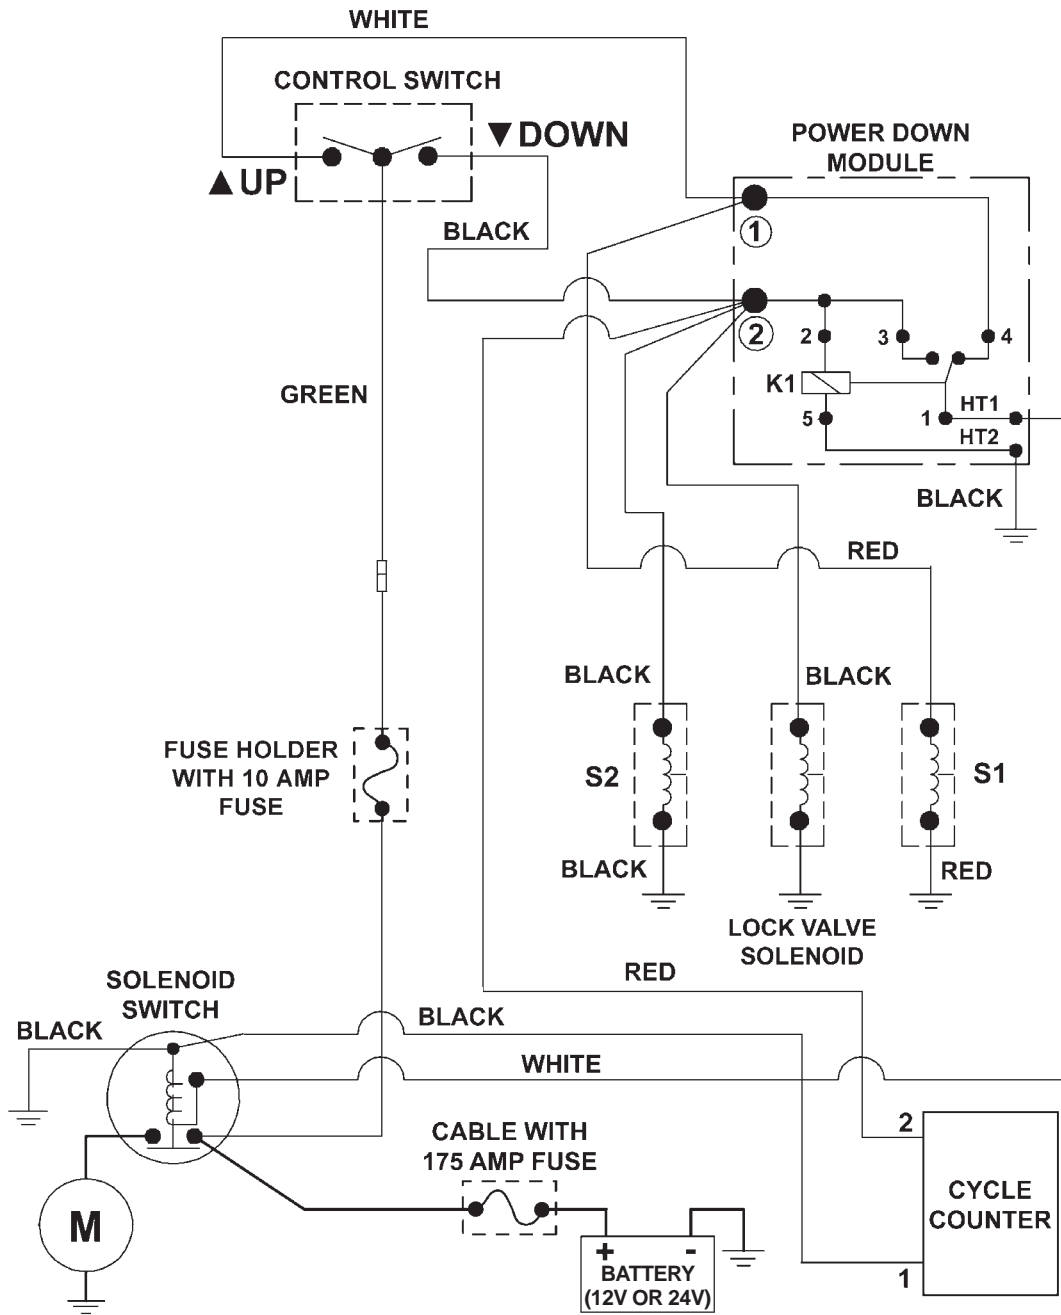 WHITE
CONTROL SWITCH
▼DOWN
▲UP
POWER DOWN
MODULE
BLACK
1
2
2
3
4
K1
5
1
HT1
HT2
GREEN
BLACK
RED
BLACK
BLACK
FUSE HOLDER
WITH 10 AMP
FUSE
S2
S1
BLACK
RED
LOCK VALVE
SOLENOID
RED
SOLENOID
SWITCH
BLACK
BLACK
WHITE
CABLE WITH
175 AMP FUSE
2
CYCLE
COUNTER
1
M
+ -
BATTERY
(12V OR 24V)